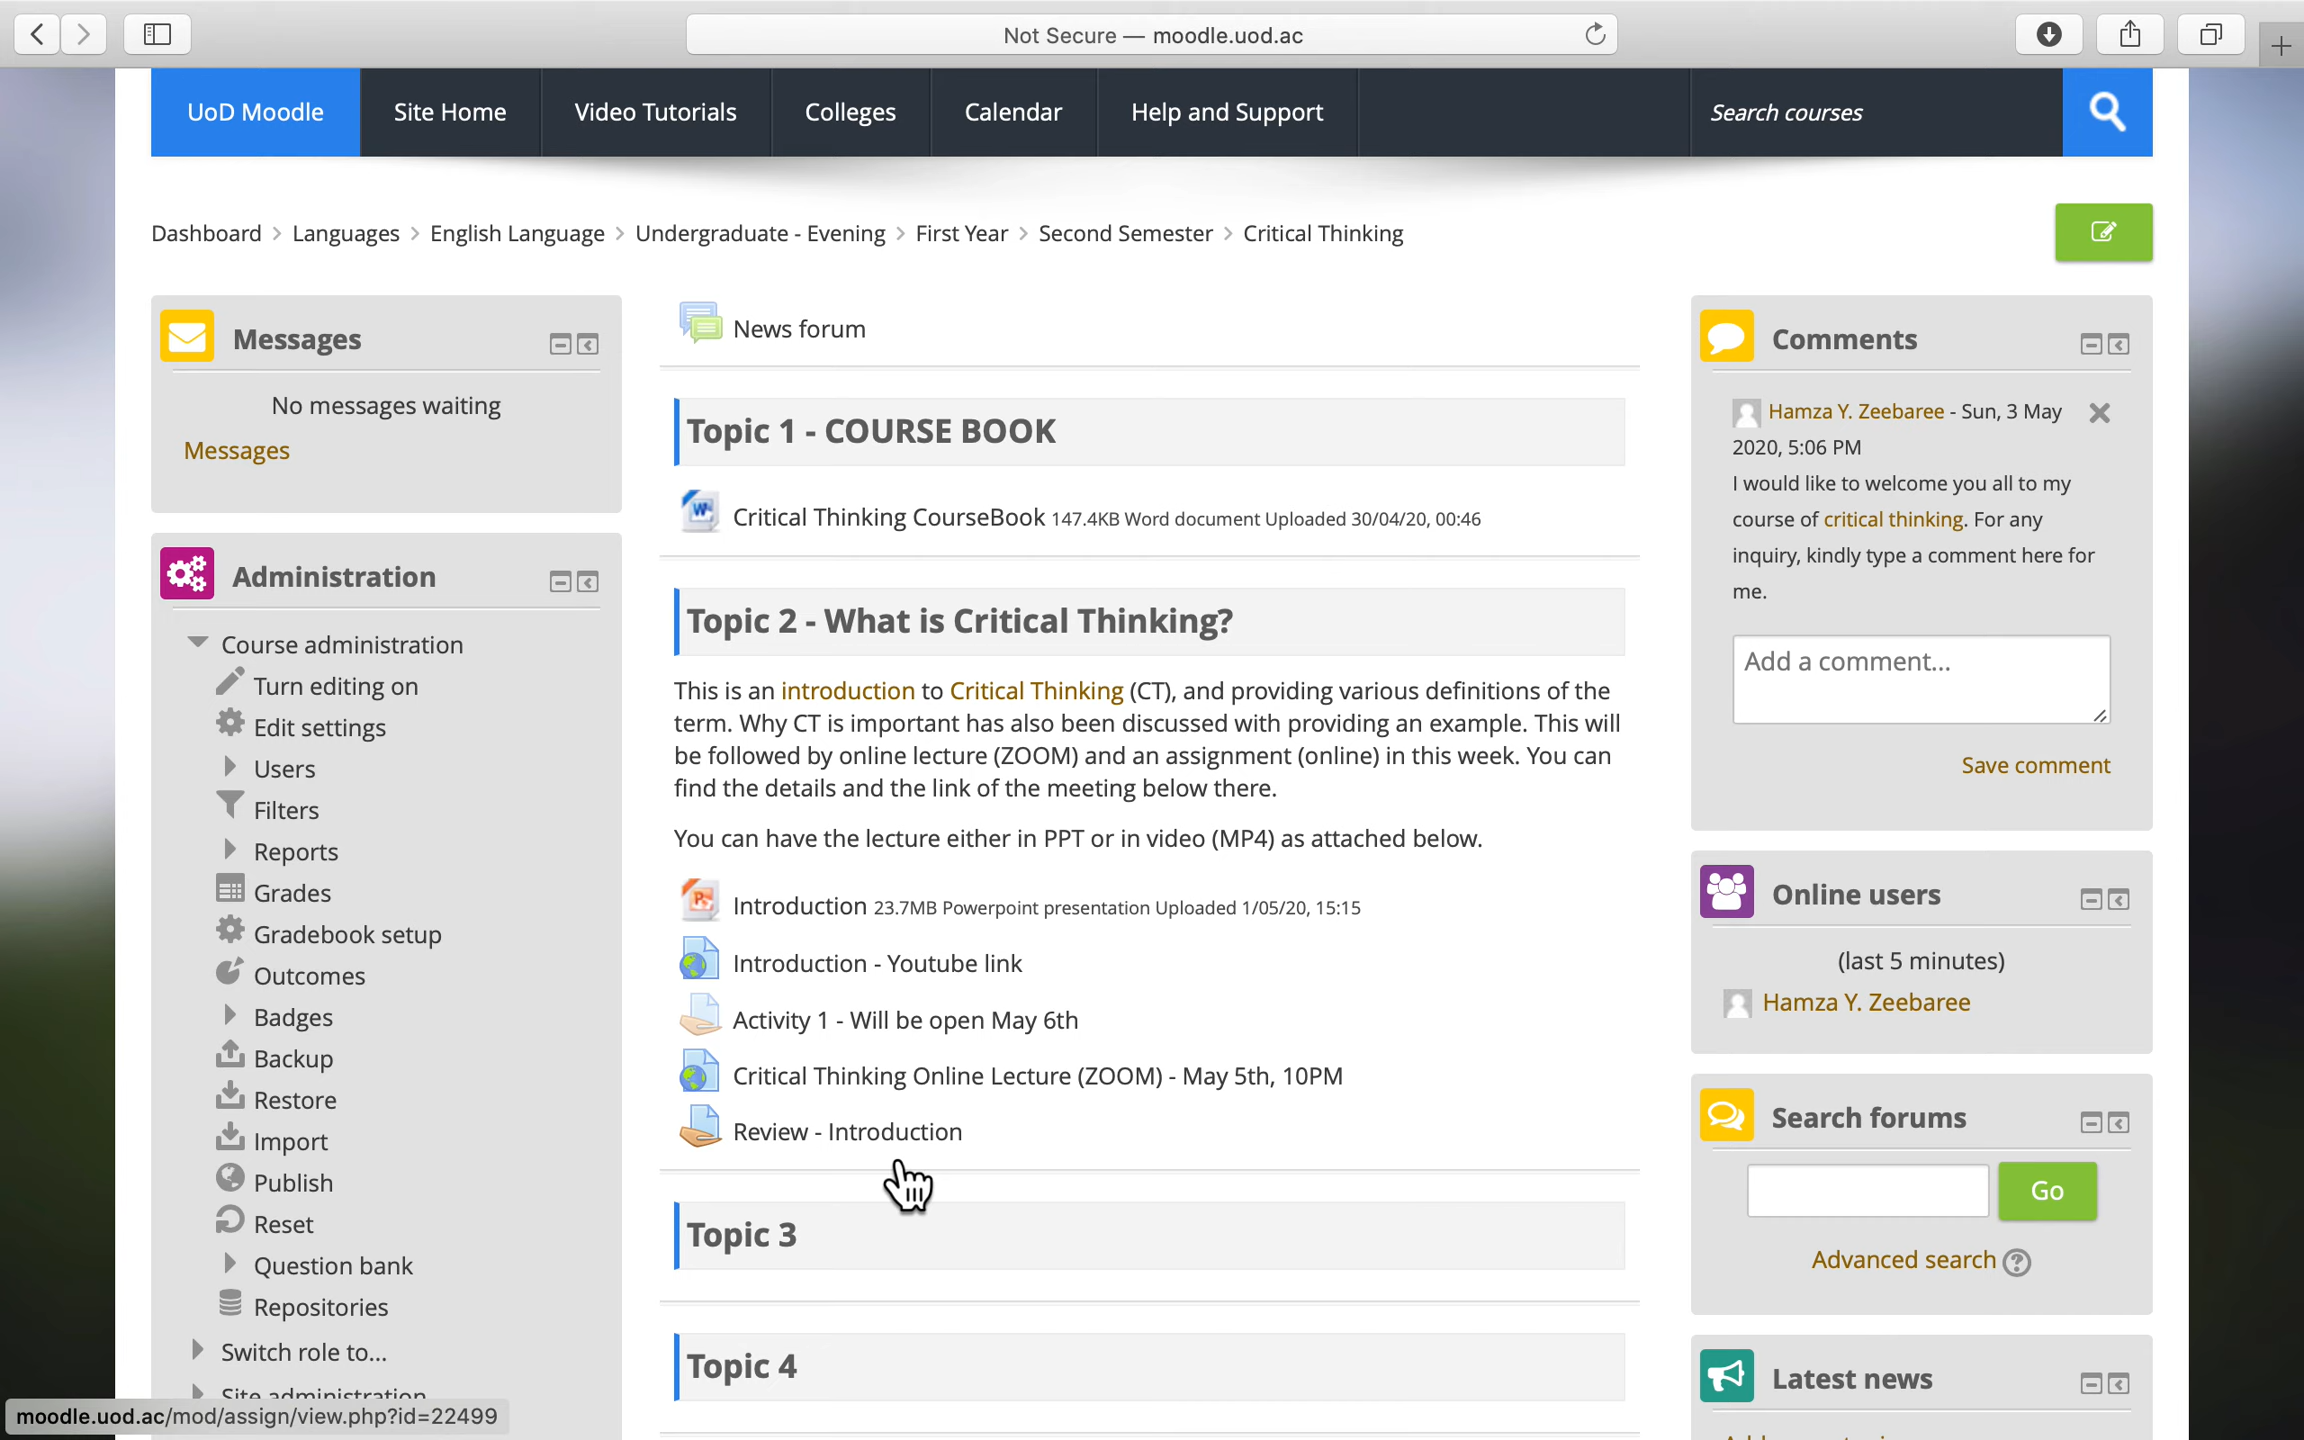 Not Secure — moodle.uod.ac
UoD Moodle
Site Home
Video Tutorials
Colleges
Calendar
Help and Support
Search courses
Dashboard > Languages > English Language > Undergraduate - Evening > First Year > Second Semester > Critical Thinking
Messages
No messages waiting
Messages
Administration
Course administration
Turn editing on
Edit settings
Users
Filters
Reports
Grades
Gradebook setup
Outcomes
Badges
Backup
Restore
Import
Publish
Reset
Question bank
Repositories
Switch role to...
Site administration
moodle.uod.ac/mod/assign/view.php?id=22499
News forum
Topic 1 - COURSE BOOK
Critical Thinking CourseBook 147.4KB Word document Uploaded 30/04/20, 00:46
Topic 2 - What is Critical Thinking?
This is an introduction to Critical Thinking (CT), and providing various definitions of the
term. Why CT is important has also been discussed with providing an example. This will
be followed by online lecture (ZOOM) and an assignment (online) in this week. You can
find the details and the link of the meeting below there.
You can have the lecture either in PPT or in video (MP4) as attached below.
Introduction 23.7MB Powerpoint presentation Uploaded 1/05/20, 15:15
Introduction - Youtube link
Activity 1 - Will be open May 6th
Critical Thinking Online Lecture (ZOOM) - May 5th, 10PM
Review - Introduction
Topic 3
Topic 4
Comments
Hamza Y. Zeebaree - Sun, 3 May
2020, 5:06 PM
I would like to welcome you all to my
course of critical thinking. For any
inquiry, kindly type a comment here for
me.
Add a comment...
Save comment
Online users
(last 5 minutes)
Hamza Y. Zeebaree
Search forums
Go
Advanced search
Latest news